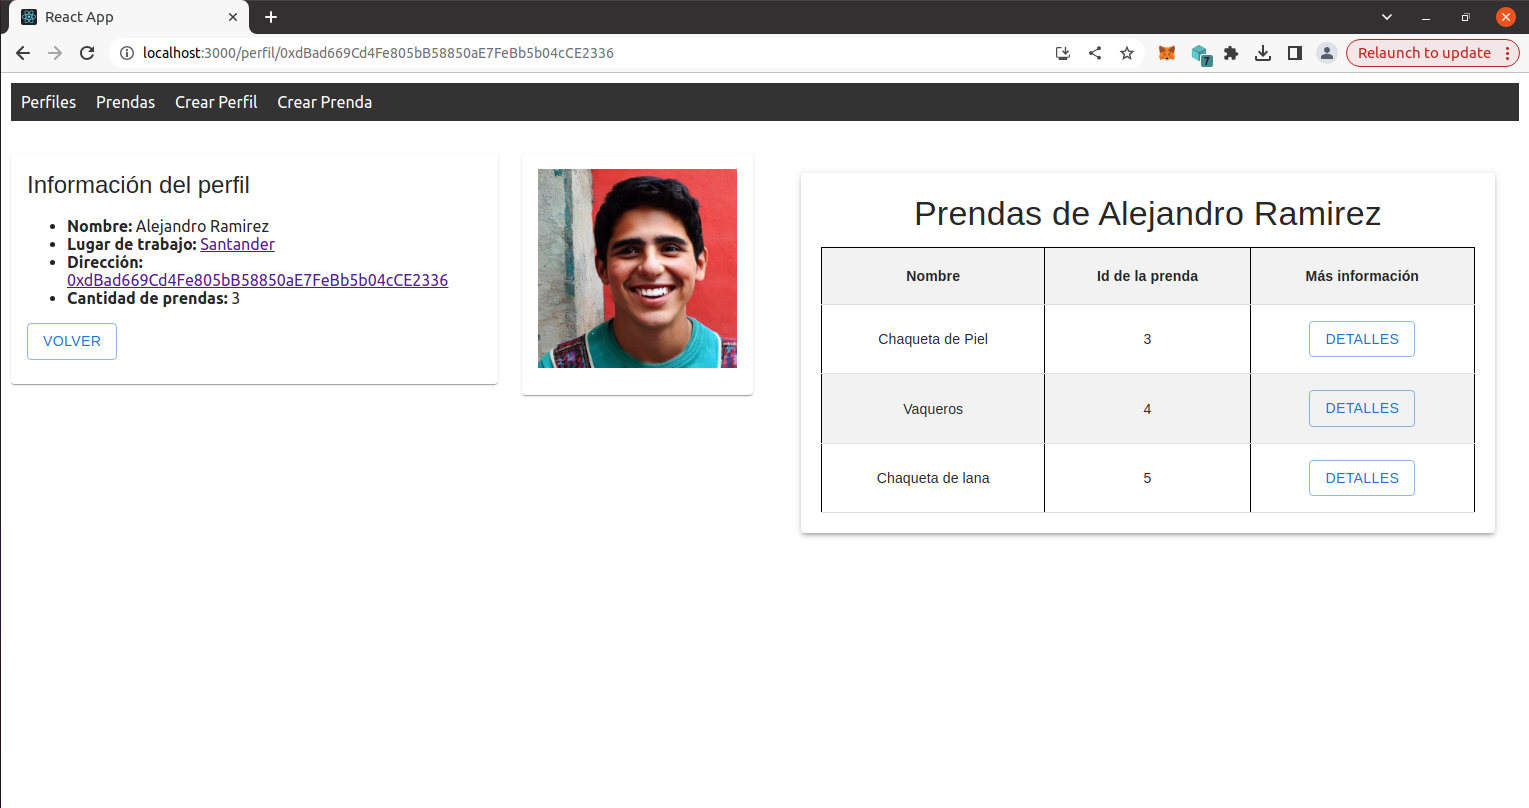 React App
localhost:3000/perfil/0xdBad669Cd4Fe805bB58850aE7FeBb5b04cCE2336
7
Relaunch to update
Perfiles Prendas Crear Perfil Crear Prenda
Información del perfil
Nombre: Alejandro Ramirez
Lugar de trabajo: Santander
Dirección:
0xdBad669Cd4Fe805bB58850aE7FeBb5b04cCE2336
Cantidad de prendas: 3
VOLVER
Prendas de Alejandro Ramirez
Nombre Id de la prenda Más información
Chaqueta de Piel 3 DETALLES
Vaqueros 4 DETALLES
Chaqueta de lana 5 DETALLES